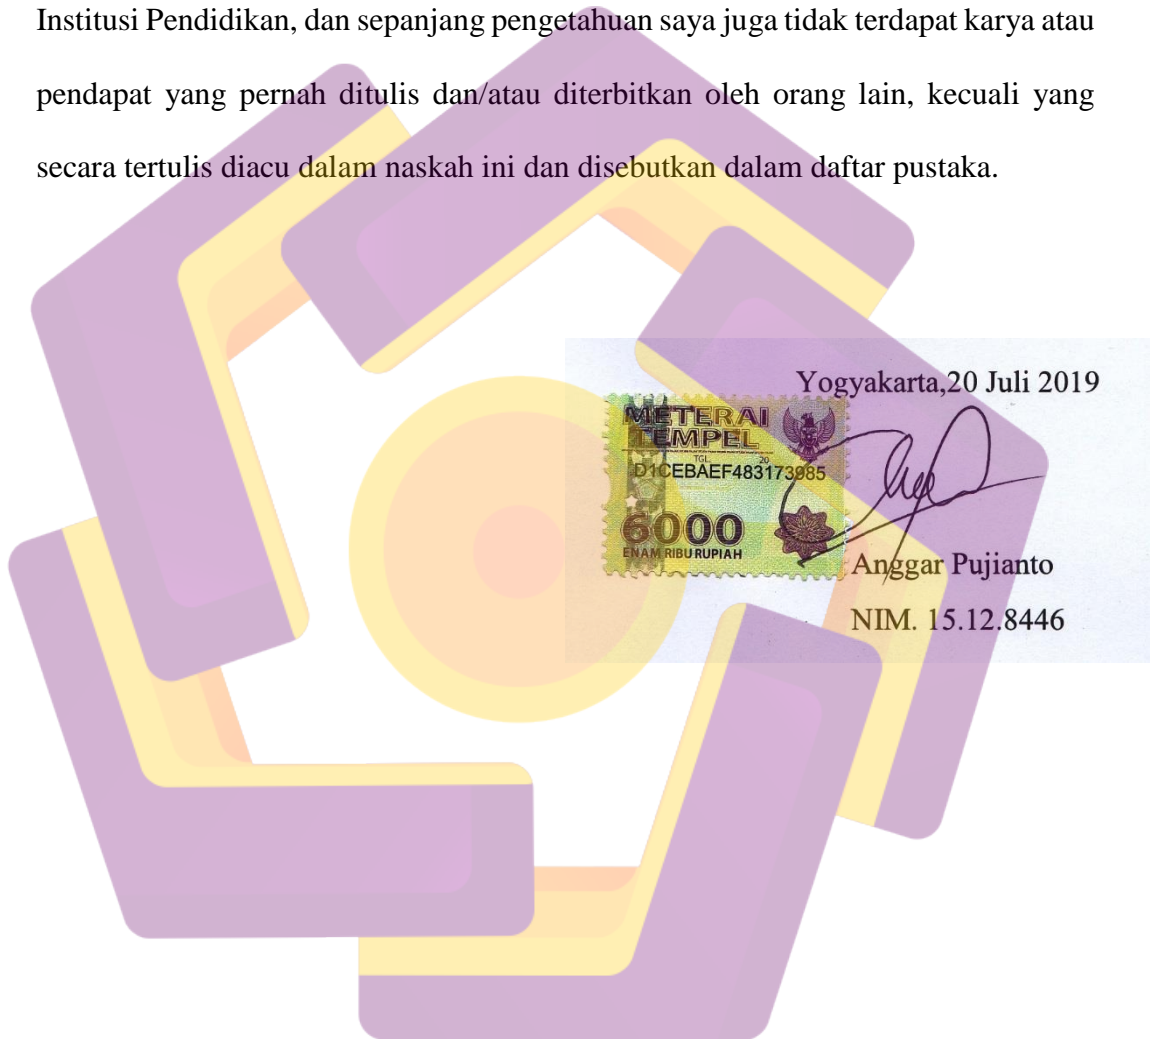 Institusi Pendidikan, dan sepanjang pengetahuan saya juga tidak terdapat karya atau
pendapat yang pernah ditulis dan/atau diterbitkan oleh orang lain, kecuali yang
secara tertulis diacu dalam naskah ini dan disebutkan dalam daftar pustaka.
Yogyakarta,20 Juli 2019
METERAI
TEMPEL
TGL. 20
D1CEBAEF483173985
6000
ENAM RIBU RUPIAH
Anggar Pujianto
NIM. 15.12.8446